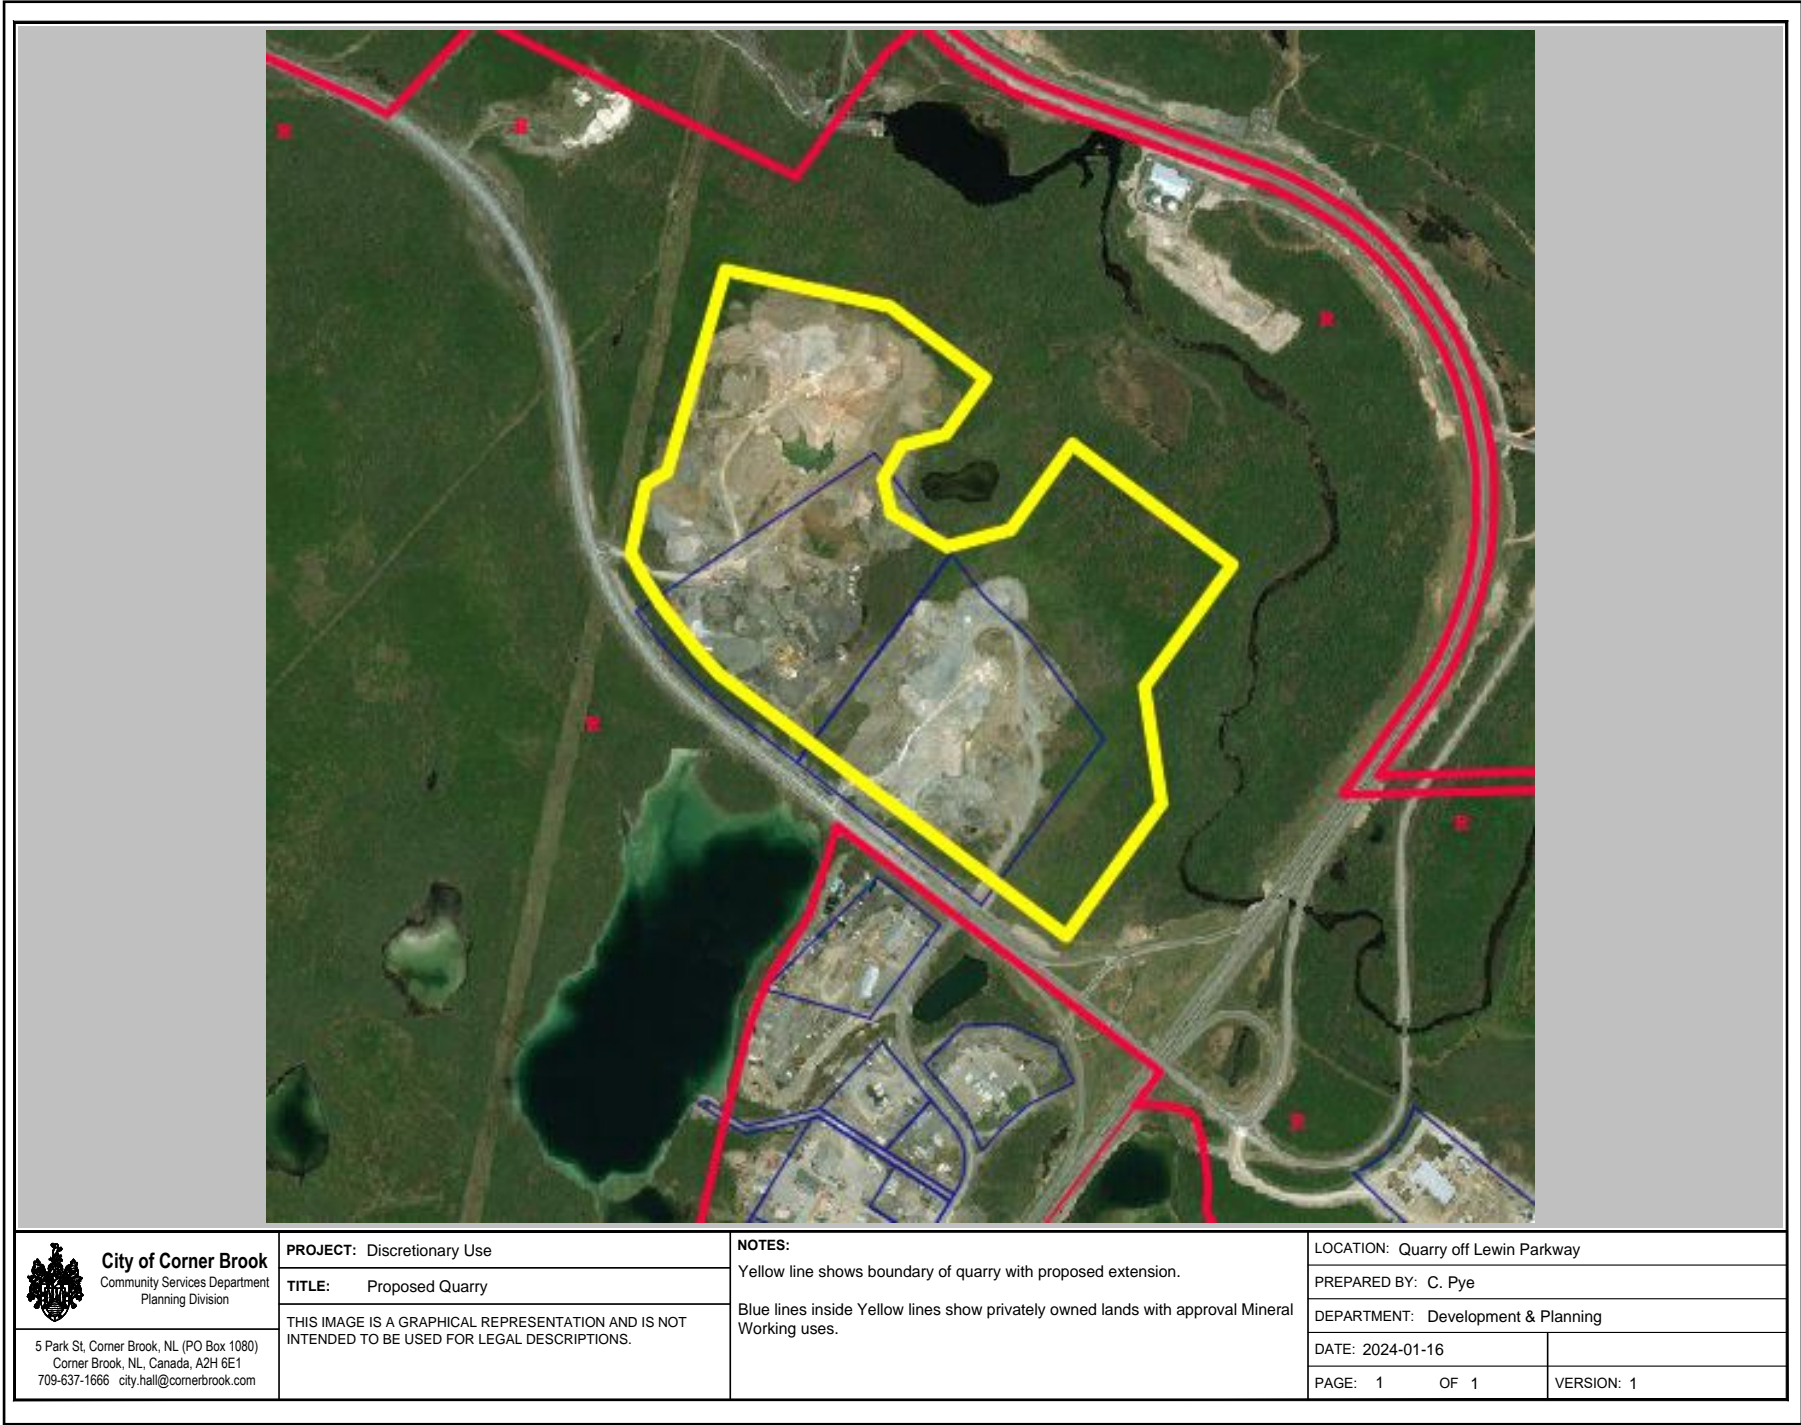 R
R
R
R
R
R
City of Corner Brook
Community Services Department
Planning Division
5 Park St, Corner Brook, NL (PO Box 1080)
Corner Brook, NL, Canada, A2H 6E1
709-637-1666 city.hall@cornerbrook.com
PROJECT: Discretionary Use
TITLE: Proposed Quarry
THIS IMAGE IS A GRAPHICAL REPRESENTATION AND IS NOT
INTENDED TO BE USED FOR LEGAL DESCRIPTIONS.
NOTES:
Yellow line shows boundary of quarry with proposed extension.
Blue lines inside Yellow lines show privately owned lands with approval Mineral
Working uses.
LOCATION: Quarry off Lewin Parkway
PREPARED BY: C. Pye
DEPARTMENT: Development & Planning
DATE: 2024-01-16
PAGE: 1 OF 1
VERSION: 1